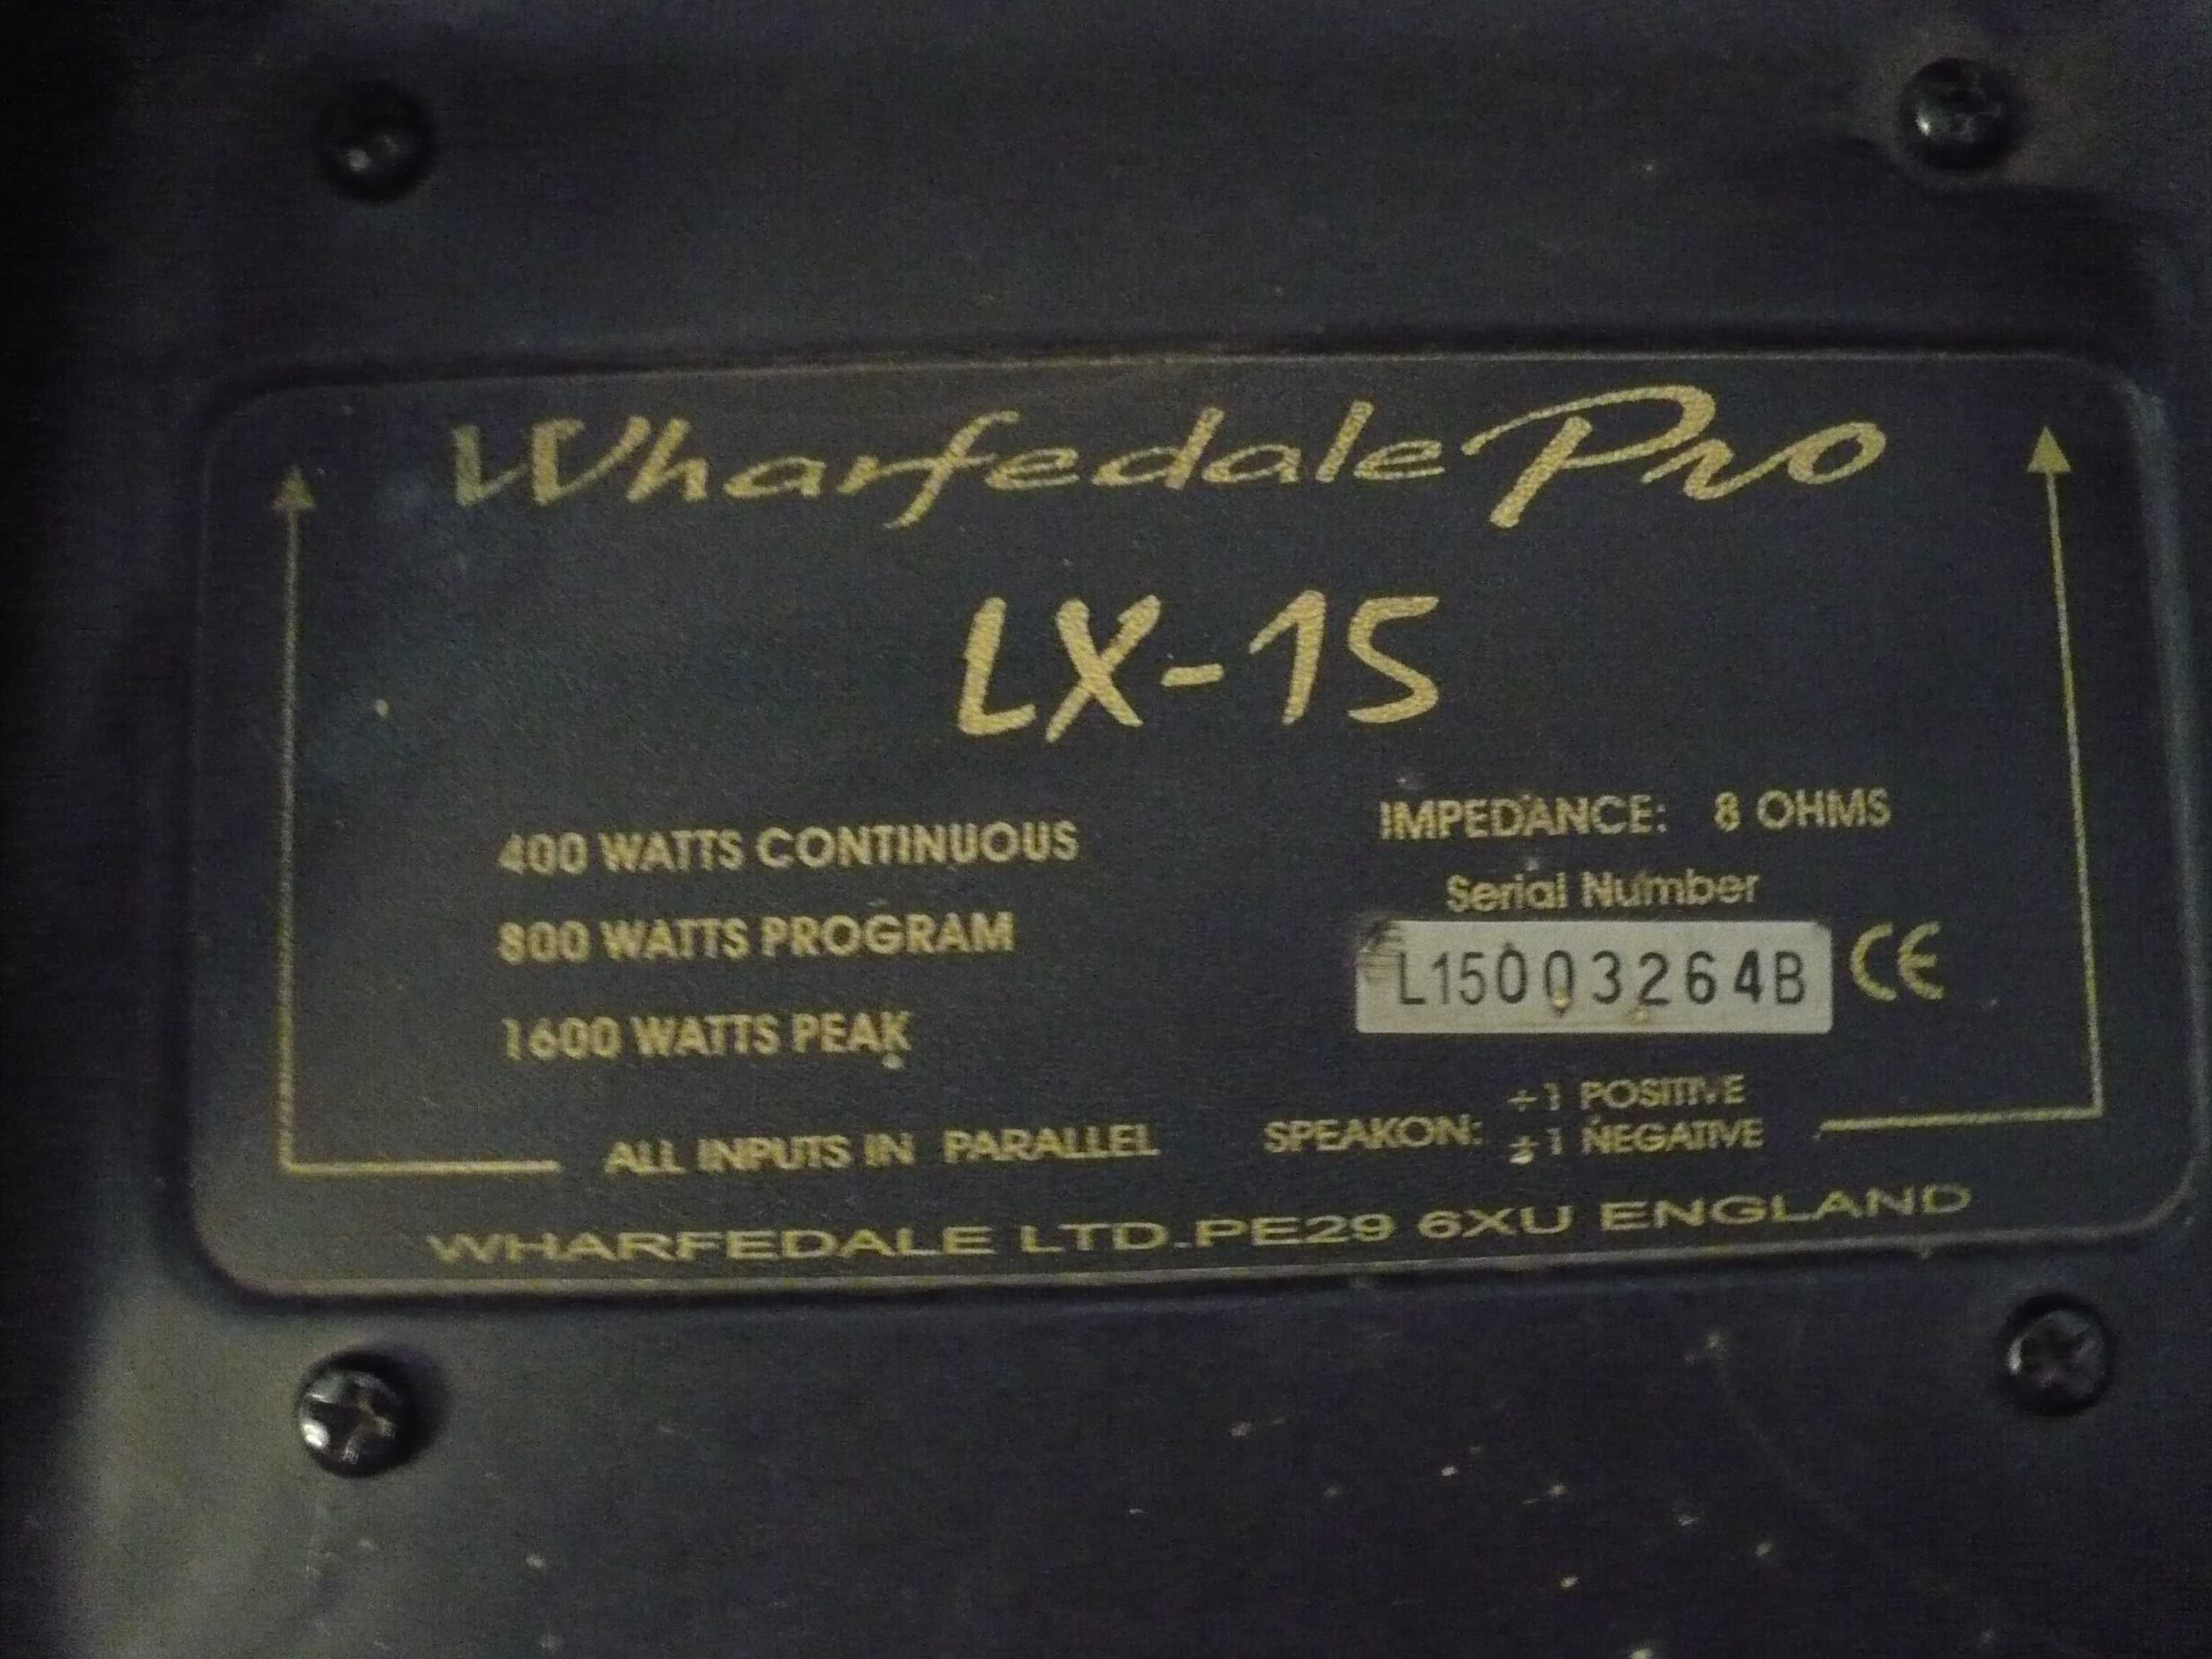 Wharfedale Pro
LX-15
400 WATTS CONTINUOUS
800 WATTS PROGRAM
1600 WATTS PEAK
IMPEDANCE: 8 OHMS
Serial Number
L15003264B CE
ALL INPUTS IN PARALLEL
SPEAKON: +1 POSITIVE
±1 NEGATIVE
WHARFEDALE LTD.PE29 6XU ENGLAND